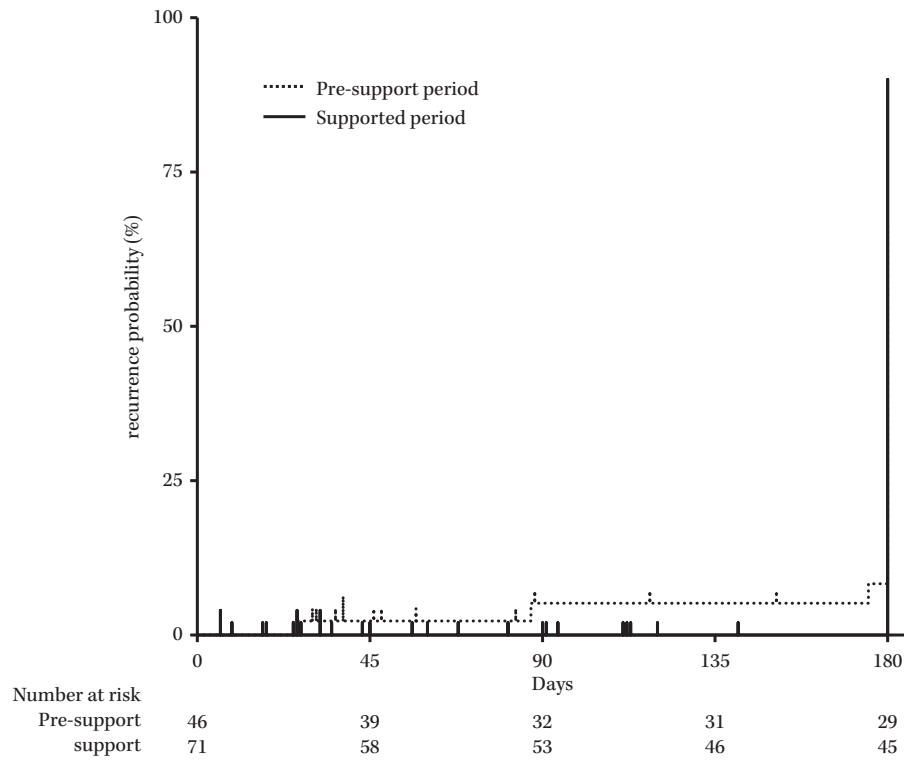 100
75
50
25
0
recurrence probability (%)
Pre-support period
Supported period
0 45 90 135 180
Days
Number at risk
Pre-support 46 39 32 31 29
support 71 58 53 46 45